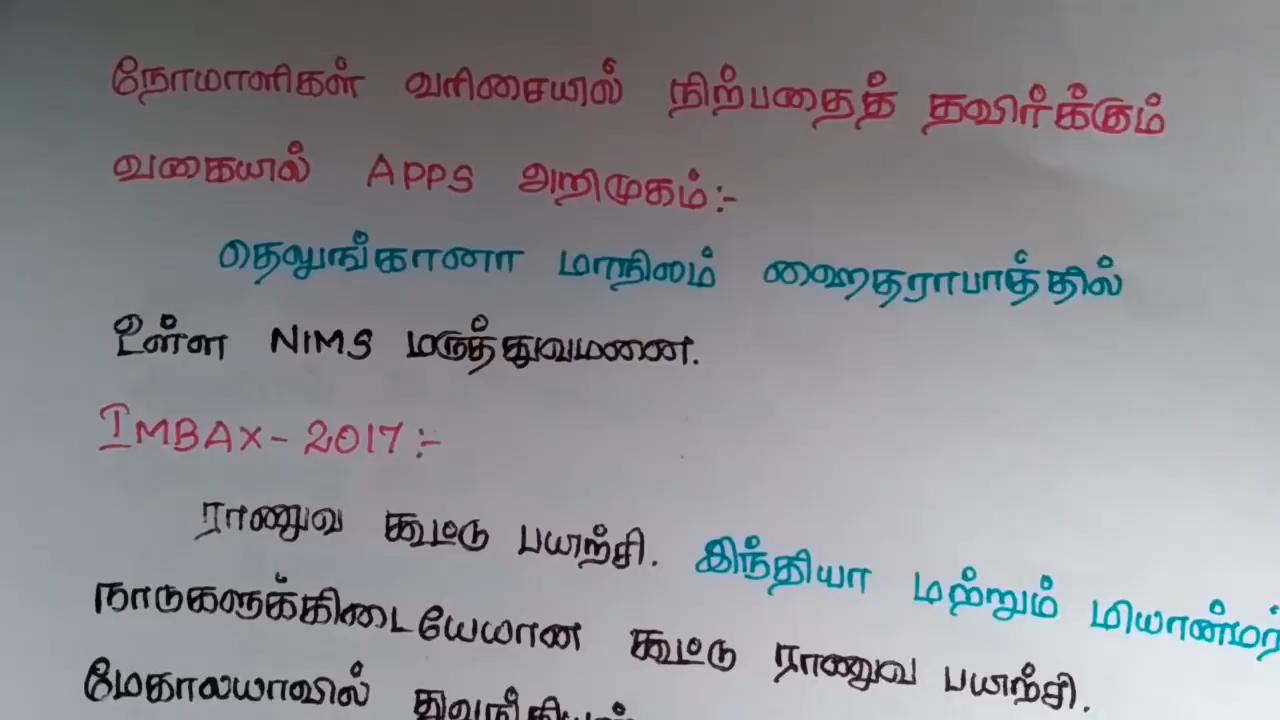 நோமாளிகள் வரிசையில் நிற்பதைத் தவிர்க்கும்
வகையில் APPS அறிமுகம்:-
தெலுங்கானா மாநிலம் ஹைதராபாத்தில்
உள்ள NIMS மருத்துவமனை.
IMBAX-2017:-
ராணுவ கூட்டு பயிற்சி. இந்தியா மற்றும் மியான்மர்
நாடுகளுக்கிடையேயான கூட்டு ராணுவ பயிற்சி.
மேகாலயாவில்